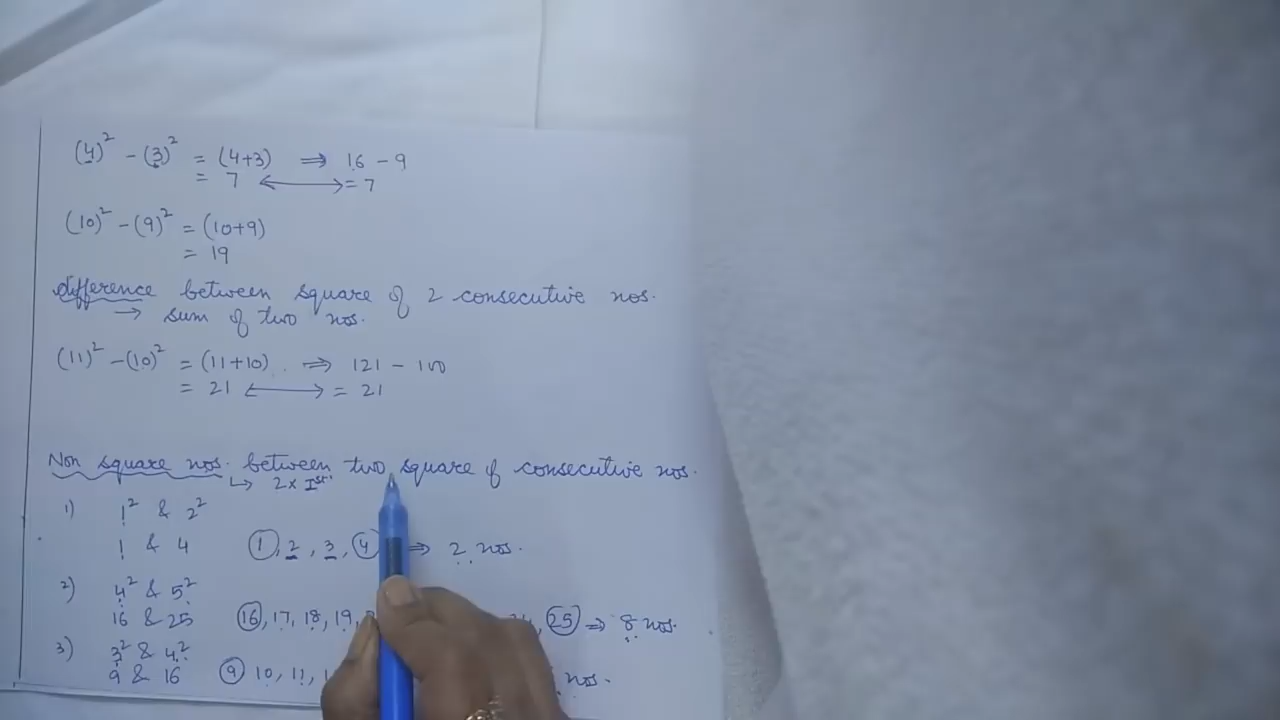 (4)² - (3)² = (4+3) ⇒ 16 - 9
= 7 ⟷ = 7
(10)² - (9)² = (10+9)
= 19
difference between square of 2 consecutive nos.
→ sum of two nos.
(11)² - (10)² = (11+10) ⇒ 121 - 100
= 21 ⟷ = 21
Non square nos. between two square of consecutive nos.
↳ 2 x Ist.
1) 1² & 2²
1 & 4 1, 2, 3, 4 ⇒ 2 nos.
2) 4² & 5²
16 & 25 16, 17, 18, 19, 25 ⇒ 8 nos.
3) 3² & 4²
9 & 16 9 10, 11, nos.